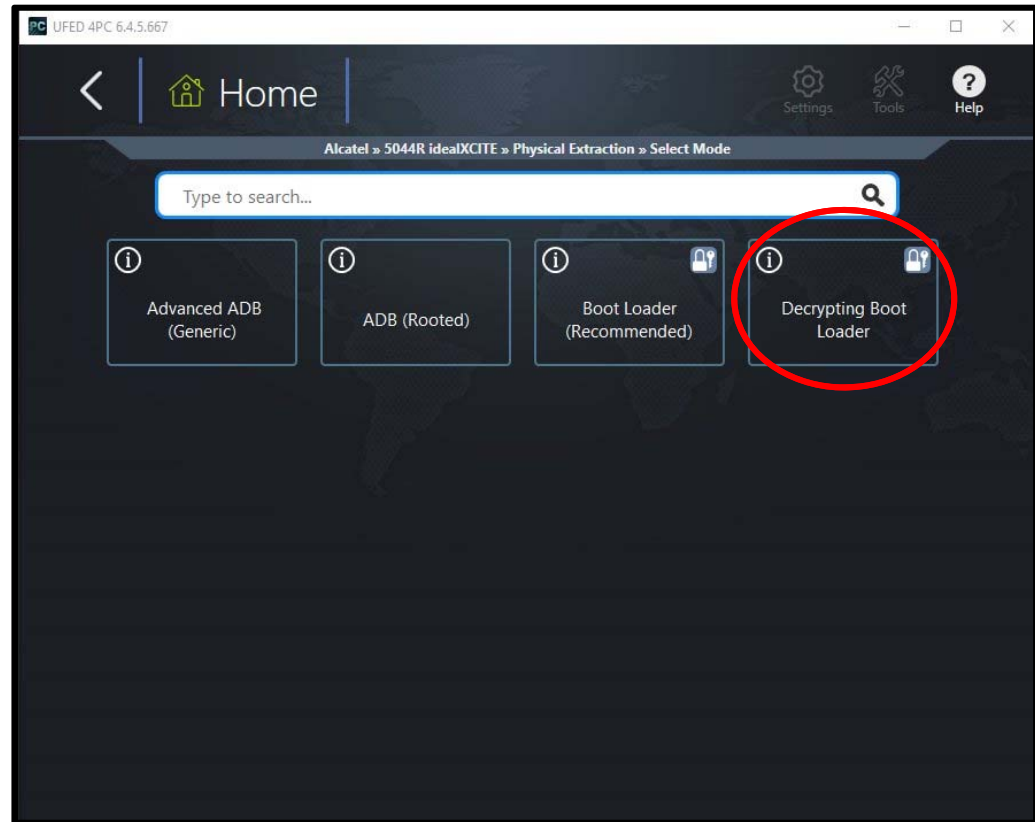 PC UFED 4PC 6.4.5.667
Home
Settings
Tools
?
Help
Alcatel » 5044R idealXCITE » Physical Extraction » Select Mode
Type to search...
Advanced ADB
(Generic)
ADB (Rooted)
Boot Loader
(Recommended)
Decrypting Boot
Loader